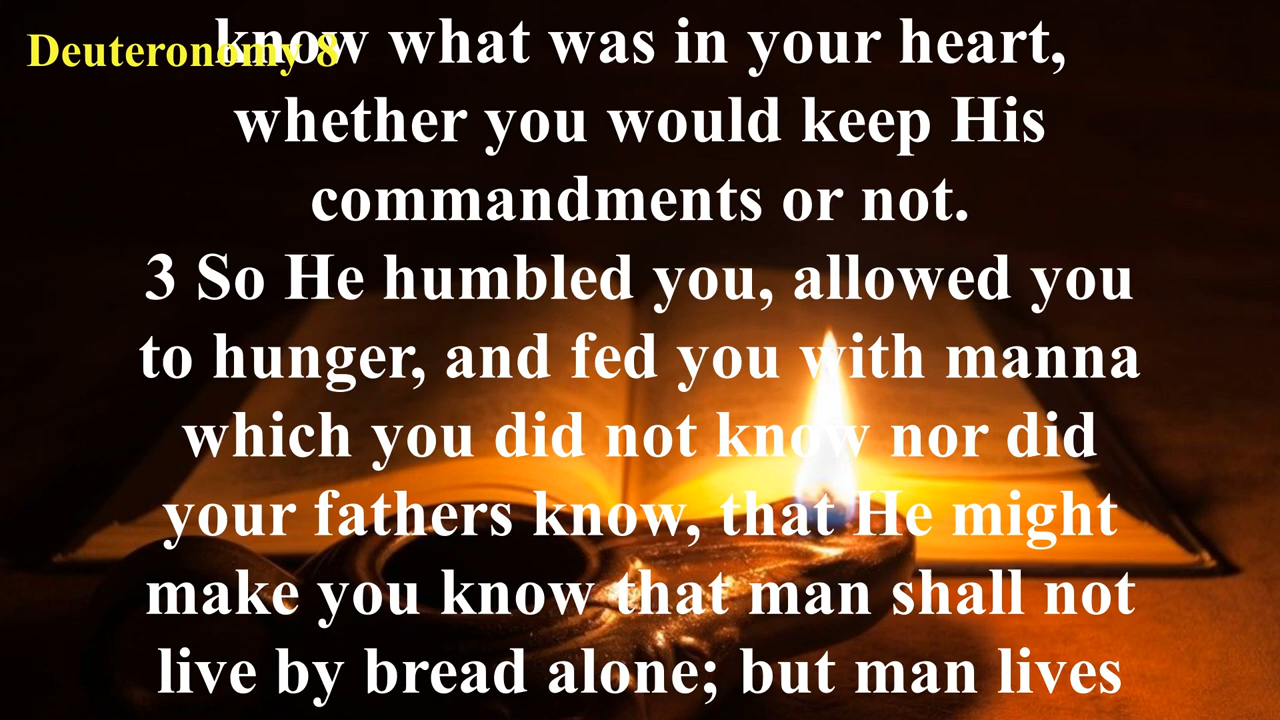 Deuteronomy 8
know what was in your heart,
whether you would keep His
commandments or not.
3 So He humbled you, allowed you
to hunger, and fed you with manna
which you did not know nor did
your fathers know, that He might
make you know that man shall not
live by bread alone; but man lives